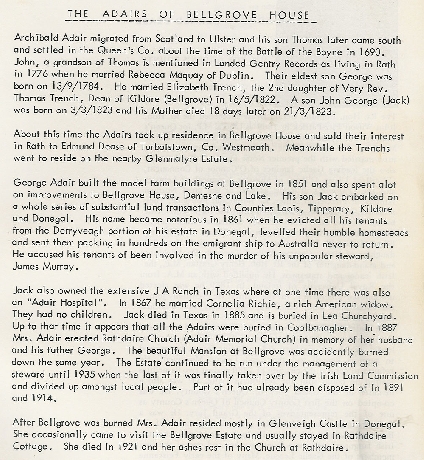 THE ADAIRS OF BELLGROVE HOUSE
Archibald Adair migrated from Scotland to Ulster and his son Thomas later came south
and settled in the Queen's Co. about the time of the Battle of the Boyne in 1690.
John, a grandson of Thomas is mentioned in Landed Gentry Records as living in Rath
in 1776 when he married Rebecca Maquay of Dublin. Their eldest son George was
born on 13/9/1784. He married Elizabeth Trench, the 2nd daughter of Very Rev.
Thomas Trench, Dean of Kildare (Bellgrove) in 16/5/1822. A son John George (Jack)
was born on 3/3/1823 and his Mother died 18 days later on 21/3/1823.
About this time the Adairs took up residence in Bellgrove House and sold their interest
in Rath to Edmund Dease of Turbotstown, Co. Westmeath. Meanwhile the Trenchs
went to reside on the nearby Glenmalyre Estate.
George Adair built the model farm buildings at Bellgrove in 1851 and also spent alot
on improvements to Bellgrove House, Demesne and Lake. His son Jack embarked on
a whole series of substantial land transactions in Counties Laois, Tipperary, Kildare
and Donegal. His name became notorious in 1861 when he evicted all his tenants
from the Derryveagh portion of his estate in Donegal, levelled their humble homesteads
and sent them packing in hundreds on the emigrant ship to Australia never to return.
He accused his tenants of been involved in the murder of his unpopular steward,
James Murray.
Jack also owned the extensive J A Ranch in Texas where at one time there was also
an "Adair Hospital". In 1867 he married Cornelia Richie, a rich American widow.
They had no children. Jack died in Texas in 1885 and is buried in Lea Churchyard.
Up to that time it appears that all the Adairs were buried in Coolbanagher. In 1887
Mrs. Adair erected Rathdaire Church (Adair Memorial Church) in memory of her husband
and his father George. The beautiful Mansion at Bellgrove was accidently burned
down the same year. The Estate continued to be run under the management of a
steward until 1935 when the last of it was finally taken over by the Irish Land Commission
and divided up amongst local people. Part of it had already been disposed of in 1891
and 1914.
After Bellgrove was burned Mrs. Adair resided mostly in Glenveigh Castle in Donegal.
She occasionally came to visit the Bellgrove Estate and usually stayed in Rathdaire
Cottage. She died in 1921 and her ashes rest in the Church at Rathdaire.